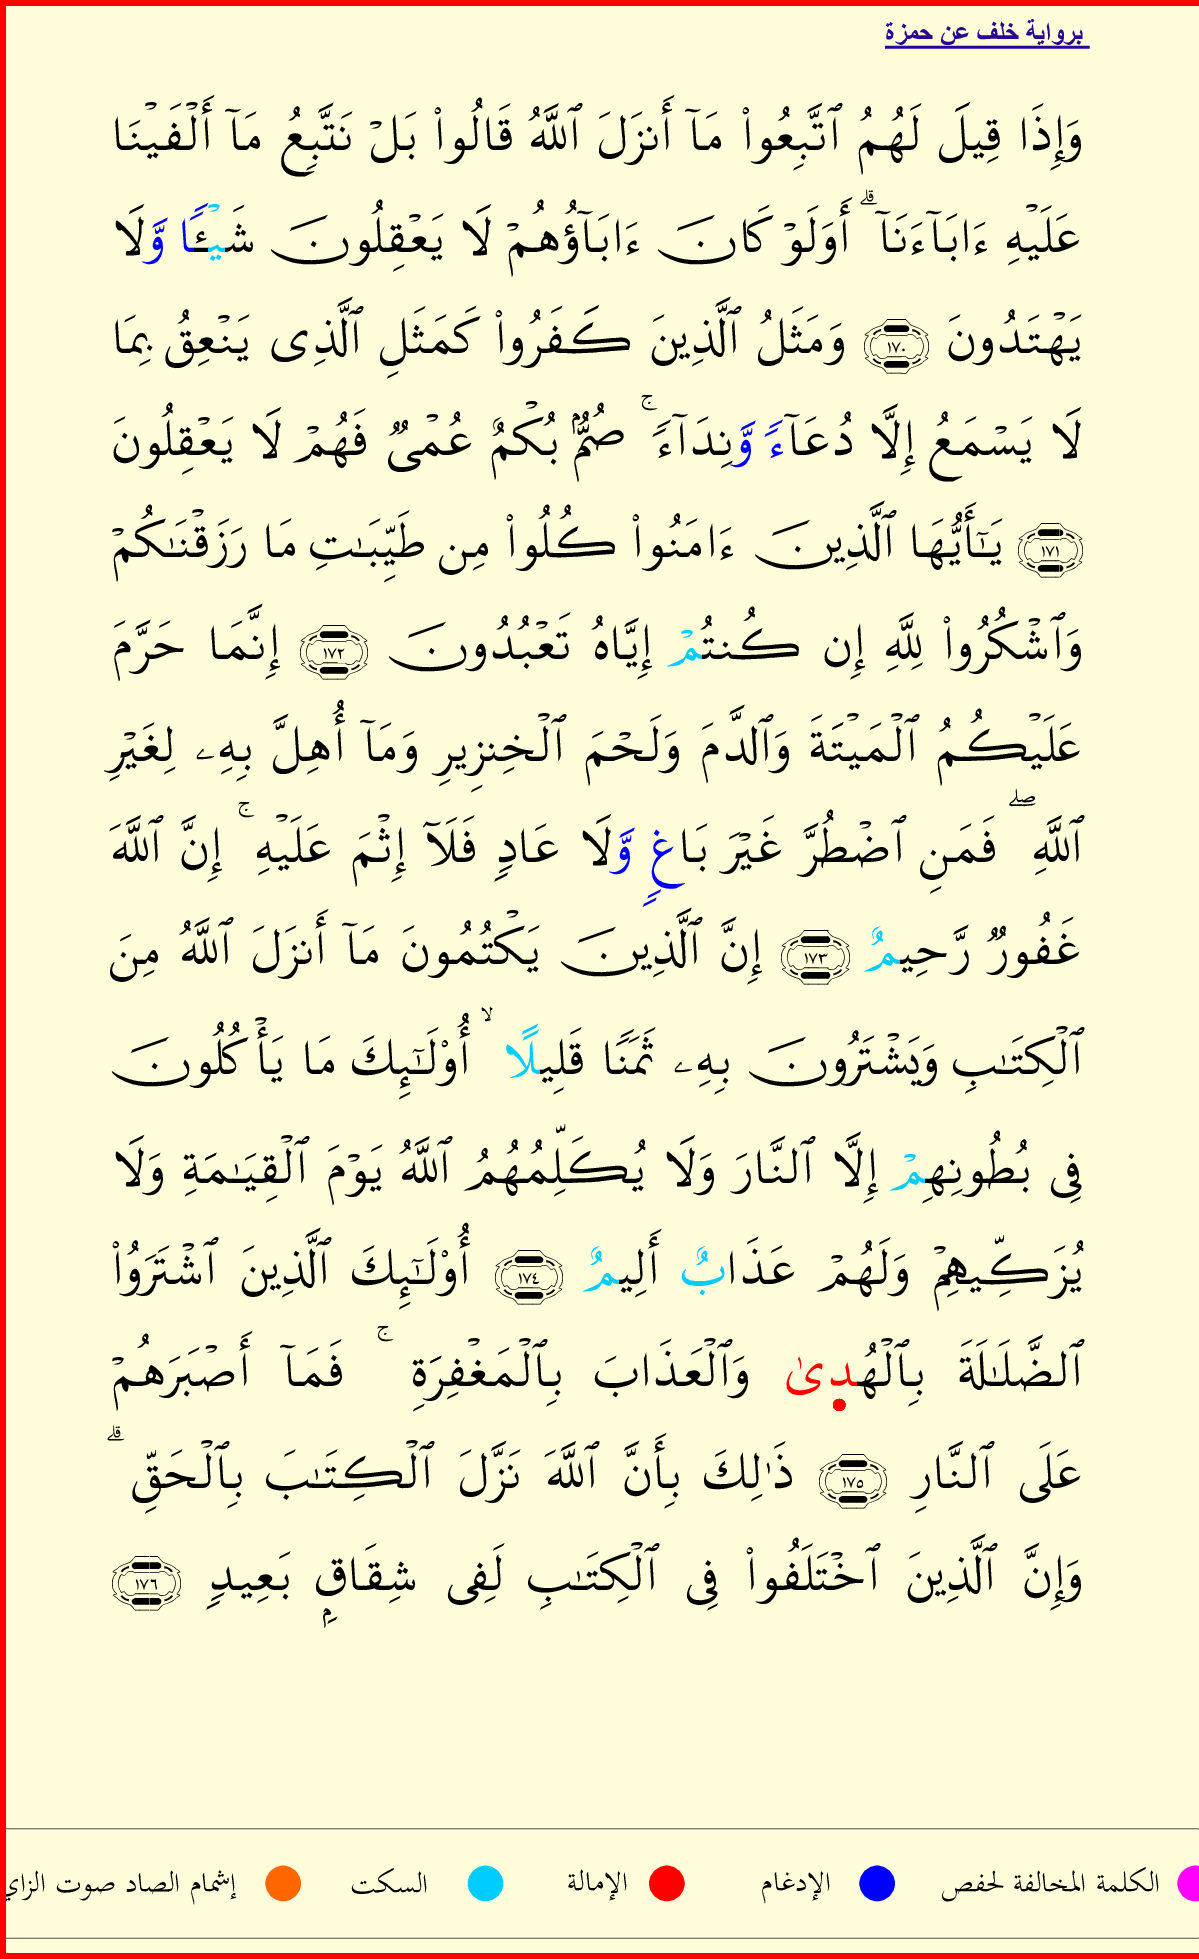 برواية خلف عن حمزة
وَإِذَا قِيلَ لَهُمُ ٱتَّبِعُوا۟ مَآ أَنزَلَ ٱللَّهُ قَالُوا۟ بَلْ نَتَّبِعُ مَآ أَلْفَيْنَا
عَلَيْهِ ءَابَآءَنَآ ۗ أَوَلَوْ كَانَ ءَابَآؤُهُمْ لَا يَعْقِلُونَ شَيْـًٔا وَّلَا
يَهْتَدُونَ ١٧٠ وَمَثَلُ ٱلَّذِينَ كَفَرُوا۟ كَمَثَلِ ٱلَّذِى يَنْعِقُ بِمَا
لَا يَسْمَعُ إِلَّا دُعَآءً وَّنِدَآءً ۚ صُمٌّۢ بُكْمٌ عُمْىٌ فَهُمْ لَا يَعْقِلُونَ
١٧١ يَـٰٓأَيُّهَا ٱلَّذِينَ ءَامَنُوا۟ كُلُوا۟ مِن طَيِّبَـٰتِ مَا رَزَقْنَـٰكُمْ
وَٱشْكُرُوا۟ لِلَّهِ إِن كُنتُمْ إِيَّاهُ تَعْبُدُونَ ١٧٢ إِنَّمَا حَرَّمَ
عَلَيْكُمُ ٱلْمَيْتَةَ وَٱلدَّمَ وَلَحْمَ ٱلْخِنزِيرِ وَمَآ أُهِلَّ بِهِۦ لِغَيْرِ
ٱللَّهِ ۖ فَمَنِ ٱضْطُرَّ غَيْرَ بَاغٍ وَّلَا عَادٍ فَلَآ إِثْمَ عَلَيْهِ ۚ إِنَّ ٱللَّهَ
غَفُورٌ رَّحِيمٌ ١٧٣ إِنَّ ٱلَّذِينَ يَكْتُمُونَ مَآ أَنزَلَ ٱللَّهُ مِنَ
ٱلْكِتَـٰبِ وَيَشْتَرُونَ بِهِۦ ثَمَنًا قَلِيلًا ۙ أُو۟لَـٰٓئِكَ مَا يَأْكُلُونَ
فِى بُطُونِهِمْ إِلَّا ٱلنَّارَ وَلَا يُكَلِّمُهُمُ ٱللَّهُ يَوْمَ ٱلْقِيَـٰمَةِ وَلَا
يُزَكِّيهِمْ وَلَهُمْ عَذَابٌ أَلِيمٌ ١٧٤ أُو۟لَـٰٓئِكَ ٱلَّذِينَ ٱشْتَرَوُا۟
ٱلضَّلَـٰلَةَ بِٱلْهُدِىٰ وَٱلْعَذَابَ بِٱلْمَغْفِرَةِ ۚ فَمَآ أَصْبَرَهُمْ
عَلَى ٱلنَّارِ ١٧٥ ذَٰلِكَ بِأَنَّ ٱللَّهَ نَزَّلَ ٱلْكِتَـٰبَ بِٱلْحَقِّ ۗ
وَإِنَّ ٱلَّذِينَ ٱخْتَلَفُوا۟ فِى ٱلْكِتَـٰبِ لَفِى شِقَاقٍۭ بَعِيدٍ ١٧٦
الكلمة المخالفة لحفص الإدغام الإمالة السكت إشمام الصاد صوت الزاي